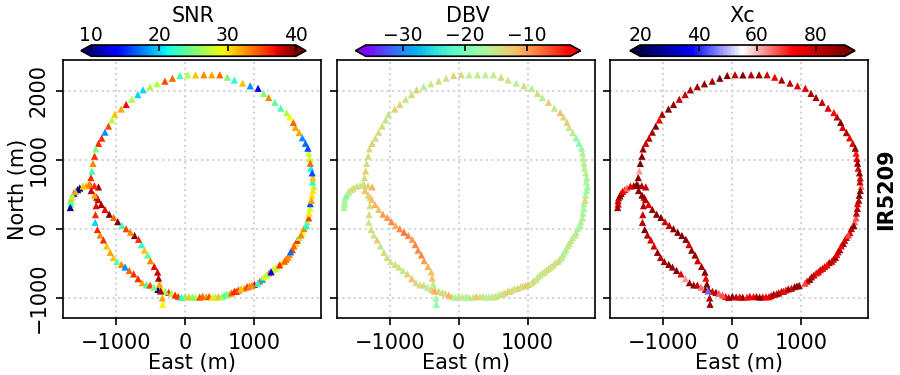 SNR DBV Xc
10 20 30 40 −30 −20 −10 20 40 60 80
2000
1000
0
−1000
North (m)
IR5209
−1000 0 1000 −1000 0 1000 −1000 0 1000
East (m) East (m) East (m)